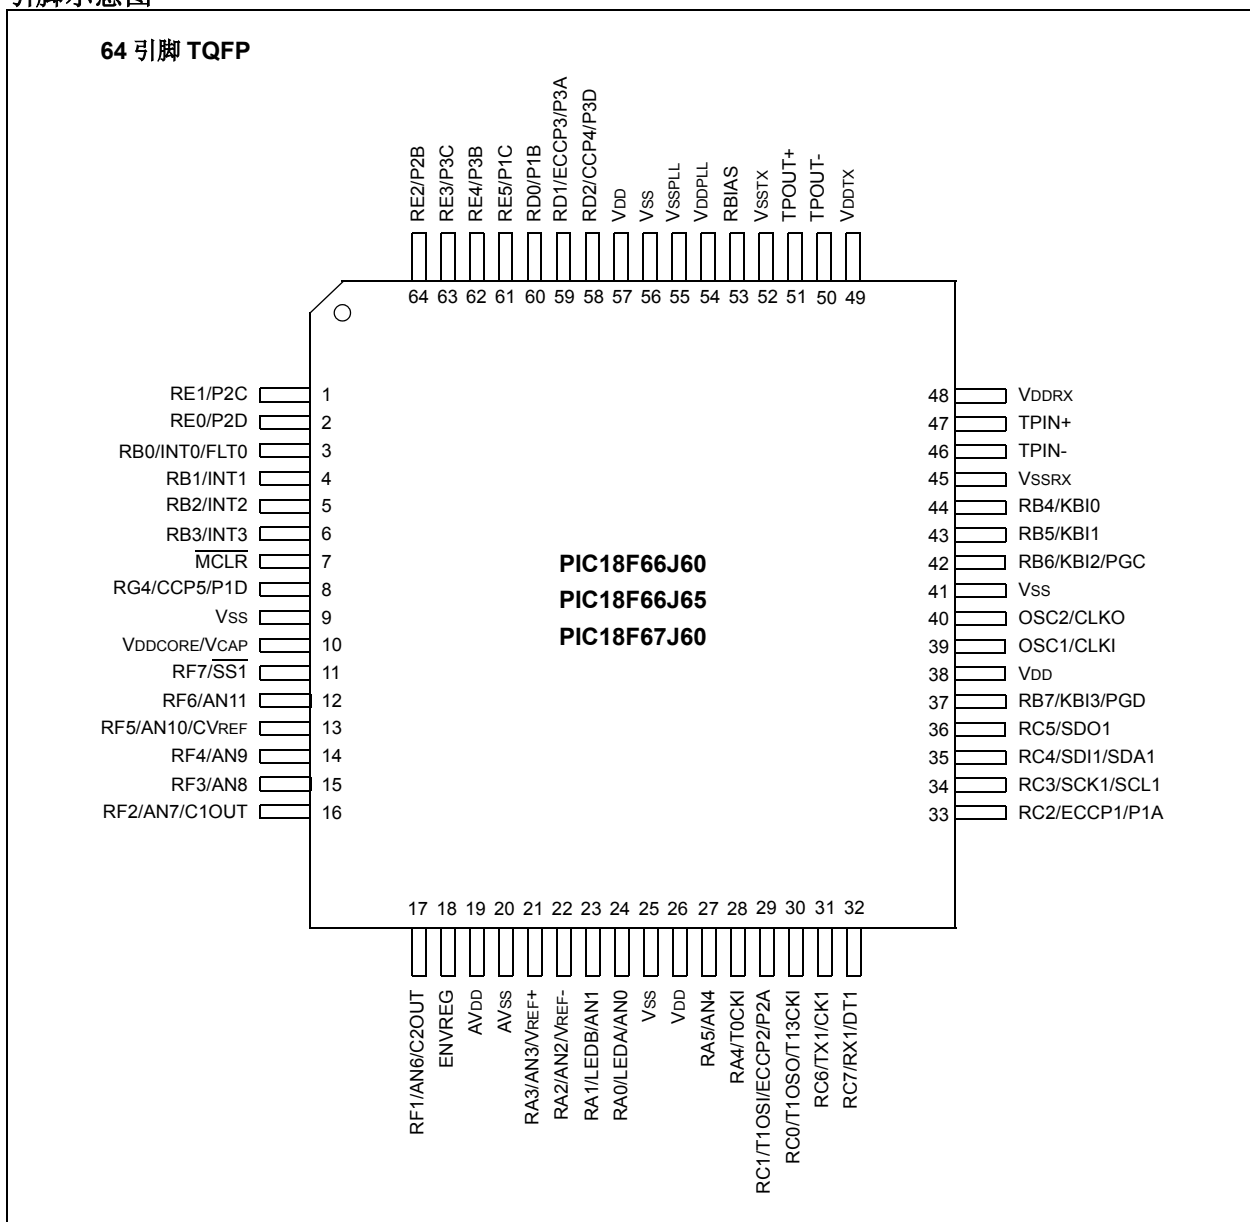 引脚示意图
64 引脚 TQFP
RE2/P2B
RE3/P3C
RE4/P3B
RE5/P1C
RD0/P1B
RD1/ECCP3/P3A
RD2/CCP4/P3D
VDD
VSS
VSSPLL
VDDPLL
RBIAS
VSSTX
TPOUT+
TPOUT-
VDDTX
64 63 62 61 60 59 58 57 56 55 54 53 52 51 50 49
RE1/P2C 1
RE0/P2D 2
RB0/INT0/FLT0 3
RB1/INT1 4
RB2/INT2 5
RB3/INT3 6
MCLR 7
RG4/CCP5/P1D 8
VSS 9
VDDCORE/VCAP 10
RF7/SS1 11
RF6/AN11 12
RF5/AN10/CVREF 13
RF4/AN9 14
RF3/AN8 15
RF2/AN7/C1OUT 16
PIC18F66J60
PIC18F66J65
PIC18F67J60
48 VDDRX
47 TPIN+
46 TPIN-
45 VSSRX
44 RB4/KBI0
43 RB5/KBI1
42 RB6/KBI2/PGC
41 VSS
40 OSC2/CLKO
39 OSC1/CLKI
38 VDD
37 RB7/KBI3/PGD
36 RC5/SDO1
35 RC4/SDI1/SDA1
34 RC3/SCK1/SCL1
33 RC2/ECCP1/P1A
17 18 19 20 21 22 23 24 25 26 27 28 29 30 31 32
RF1/AN6/C2OUT
ENVREG
AVDD
AVSS
RA3/AN3/VREF+
RA2/AN2/VREF-
RA1/LEDB/AN1
RA0/LEDA/AN0
VSS
VDD
RA5/AN4
RA4/T0CKI
RC1/T1OSI/ECCP2/P2A
RC0/T1OSO/T13CKI
RC6/TX1/CK1
RC7/RX1/DT1